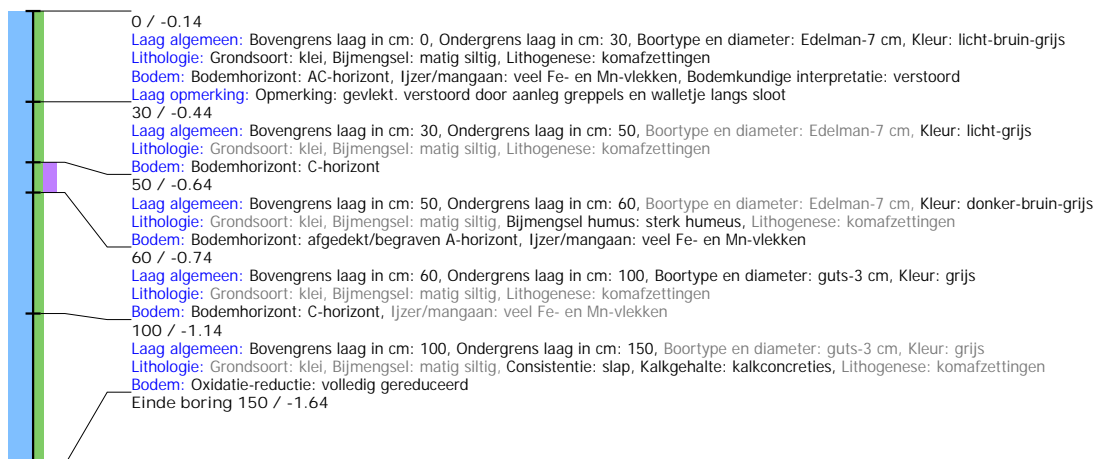 0 / -0.14
Laag algemeen: Bovengrens laag in cm: 0, Ondergrens laag in cm: 30, Boortype en diameter: Edelman-7 cm, Kleur: licht-bruin-grijs
Lithologie: Grondsoort: klei, Bijmengsel: matig siltig, Lithogenese: komafzettingen
Bodem: Bodemhorizont: AC-horizont, Ijzer/mangaan: veel Fe- en Mn-vlekken, Bodemkundige interpretatie: verstoord
Laag opmerking: Opmerking: gevlekt. verstoord door aanleg greppels en walletje langs sloot
30 / -0.44
Laag algemeen: Bovengrens laag in cm: 30, Ondergrens laag in cm: 50, Boortype en diameter: Edelman-7 cm, Kleur: licht-grijs
Lithologie: Grondsoort: klei, Bijmengsel: matig siltig, Lithogenese: komafzettingen
Bodem: Bodemhorizont: C-horizont
50 / -0.64
Laag algemeen: Bovengrens laag in cm: 50, Ondergrens laag in cm: 60, Boortype en diameter: Edelman-7 cm, Kleur: donker-bruin-grijs
Lithologie: Grondsoort: klei, Bijmengsel: matig siltig, Bijmengsel humus: sterk humeus, Lithogenese: komafzettingen
Bodem: Bodemhorizont: afgedekt/begraven A-horizont, Ijzer/mangaan: veel Fe- en Mn-vlekken
60 / -0.74
Laag algemeen: Bovengrens laag in cm: 60, Ondergrens laag in cm: 100, Boortype en diameter: guts-3 cm, Kleur: grijs
Lithologie: Grondsoort: klei, Bijmengsel: matig siltig, Lithogenese: komafzettingen
Bodem: Bodemhorizont: C-horizont, Ijzer/mangaan: veel Fe- en Mn-vlekken
100 / -1.14
Laag algemeen: Bovengrens laag in cm: 100, Ondergrens laag in cm: 150, Boortype en diameter: guts-3 cm, Kleur: grijs
Lithologie: Grondsoort: klei, Bijmengsel: matig siltig, Consistentie: slap, Kalkgehalte: kalkconcreties, Lithogenese: komafzettingen
Bodem: Oxidatie-reductie: volledig gereduceerd
Einde boring 150 / -1.64